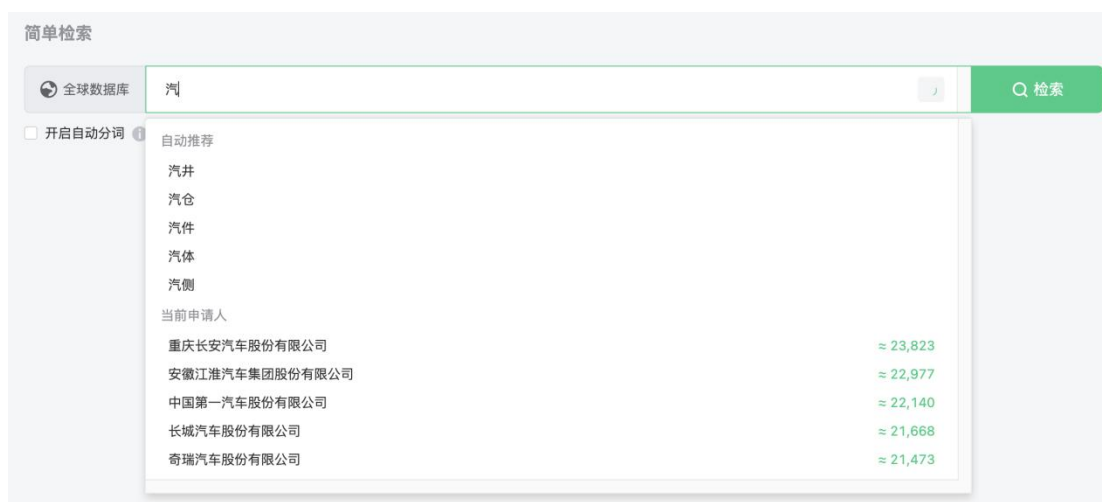 简单检索
全球数据库 汽 检索
开启自动分词
自动推荐
汽井
汽仓
汽件
汽体
汽侧
当前申请人
重庆长安汽车股份有限公司 ≈ 23,823
安徽江淮汽车集团股份有限公司 ≈ 22,977
中国第一汽车股份有限公司 ≈ 22,140
长城汽车股份有限公司 ≈ 21,668
奇瑞汽车股份有限公司 ≈ 21,473